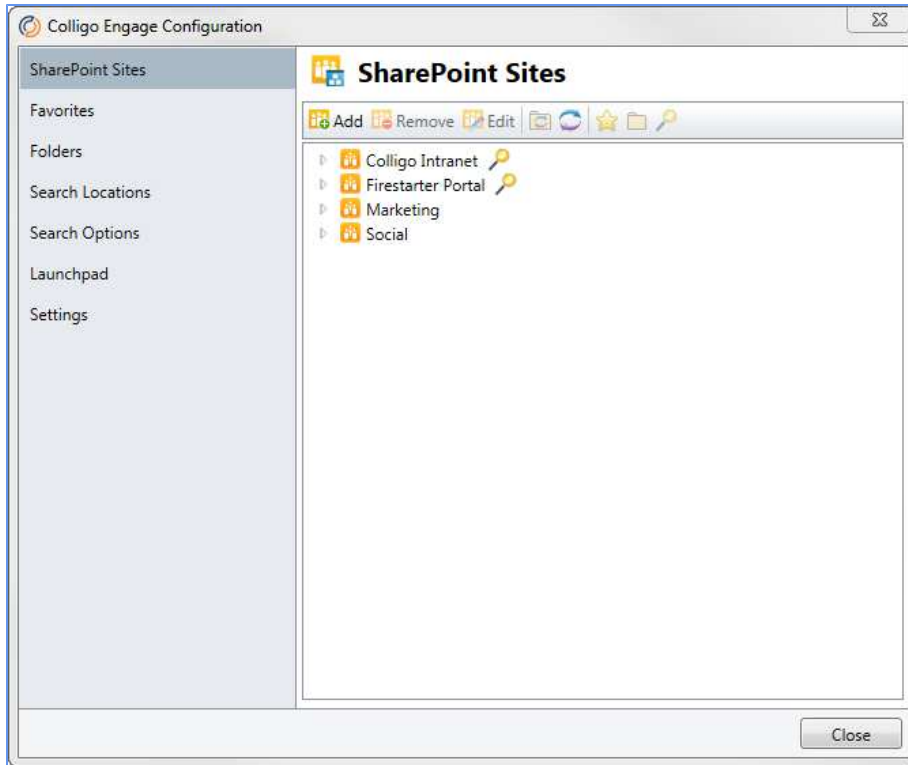 Colligo Engage Configuration
SharePoint Sites
Favorites
Folders
Search Locations
Search Options
Launchpad
Settings
SharePoint Sites
Add Remove Edit
Colligo Intranet
Firestarter Portal
Marketing
Social
Close